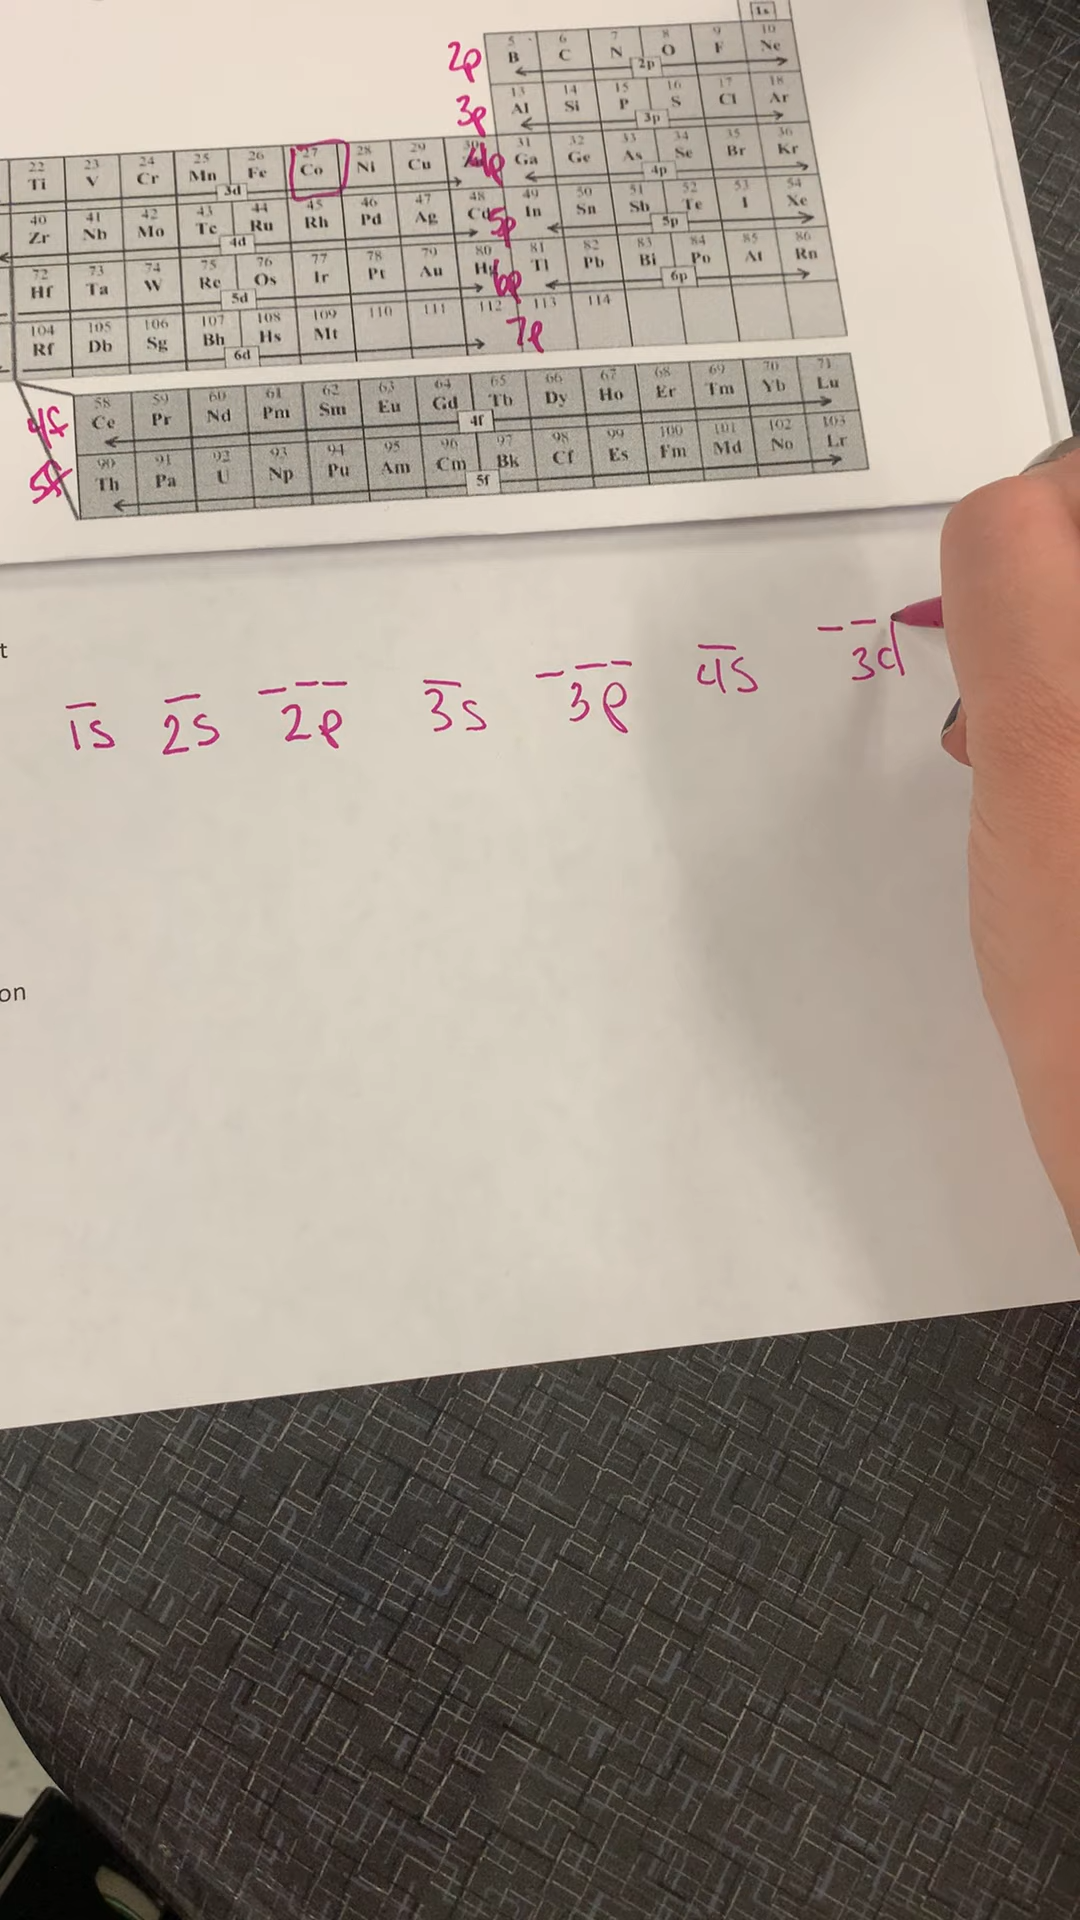 1s
2p 5 6 7 8 9 10
B C N O F Ne
2p
3p 13 14 15 16 17 18
Al Si P S Cl Ar
3p
22 23 24 25 26 27 28 29 30 4p 31 32 33 34 35 36
Ti V Cr Mn Fe Co Ni Cu Ga Ge As Se Br Kr
3d 4p
40 41 42 43 44 45 46 47 48 5p 49 50 51 52 53 54
Zr Nb Mo Tc Ru Rh Pd Ag Cd In Sn Sb Te I Xe
4d 5p
72 73 74 75 76 77 78 79 80 6p 81 82 83 84 85 86
Hf Ta W Re Os Ir Pt Au Hg Tl Pb Bi Po At Rn
5d 6p
104 105 106 107 108 109 110 111 112 113 114
Rf Db Sg Bh Hs Mt 7p
6d
4f 58 59 60 61 62 63 64 65 66 67 68 69 70 71
Ce Pr Nd Pm Sm Eu Gd Tb Dy Ho Er Tm Yb Lu
4f
5f 90 91 92 93 94 95 96 97 98 99 100 101 102 103
Th Pa U Np Pu Am Cm Bk Cf Es Fm Md No Lr
5f
t
1s 2s 2p 3s 3p 4s 3d
on